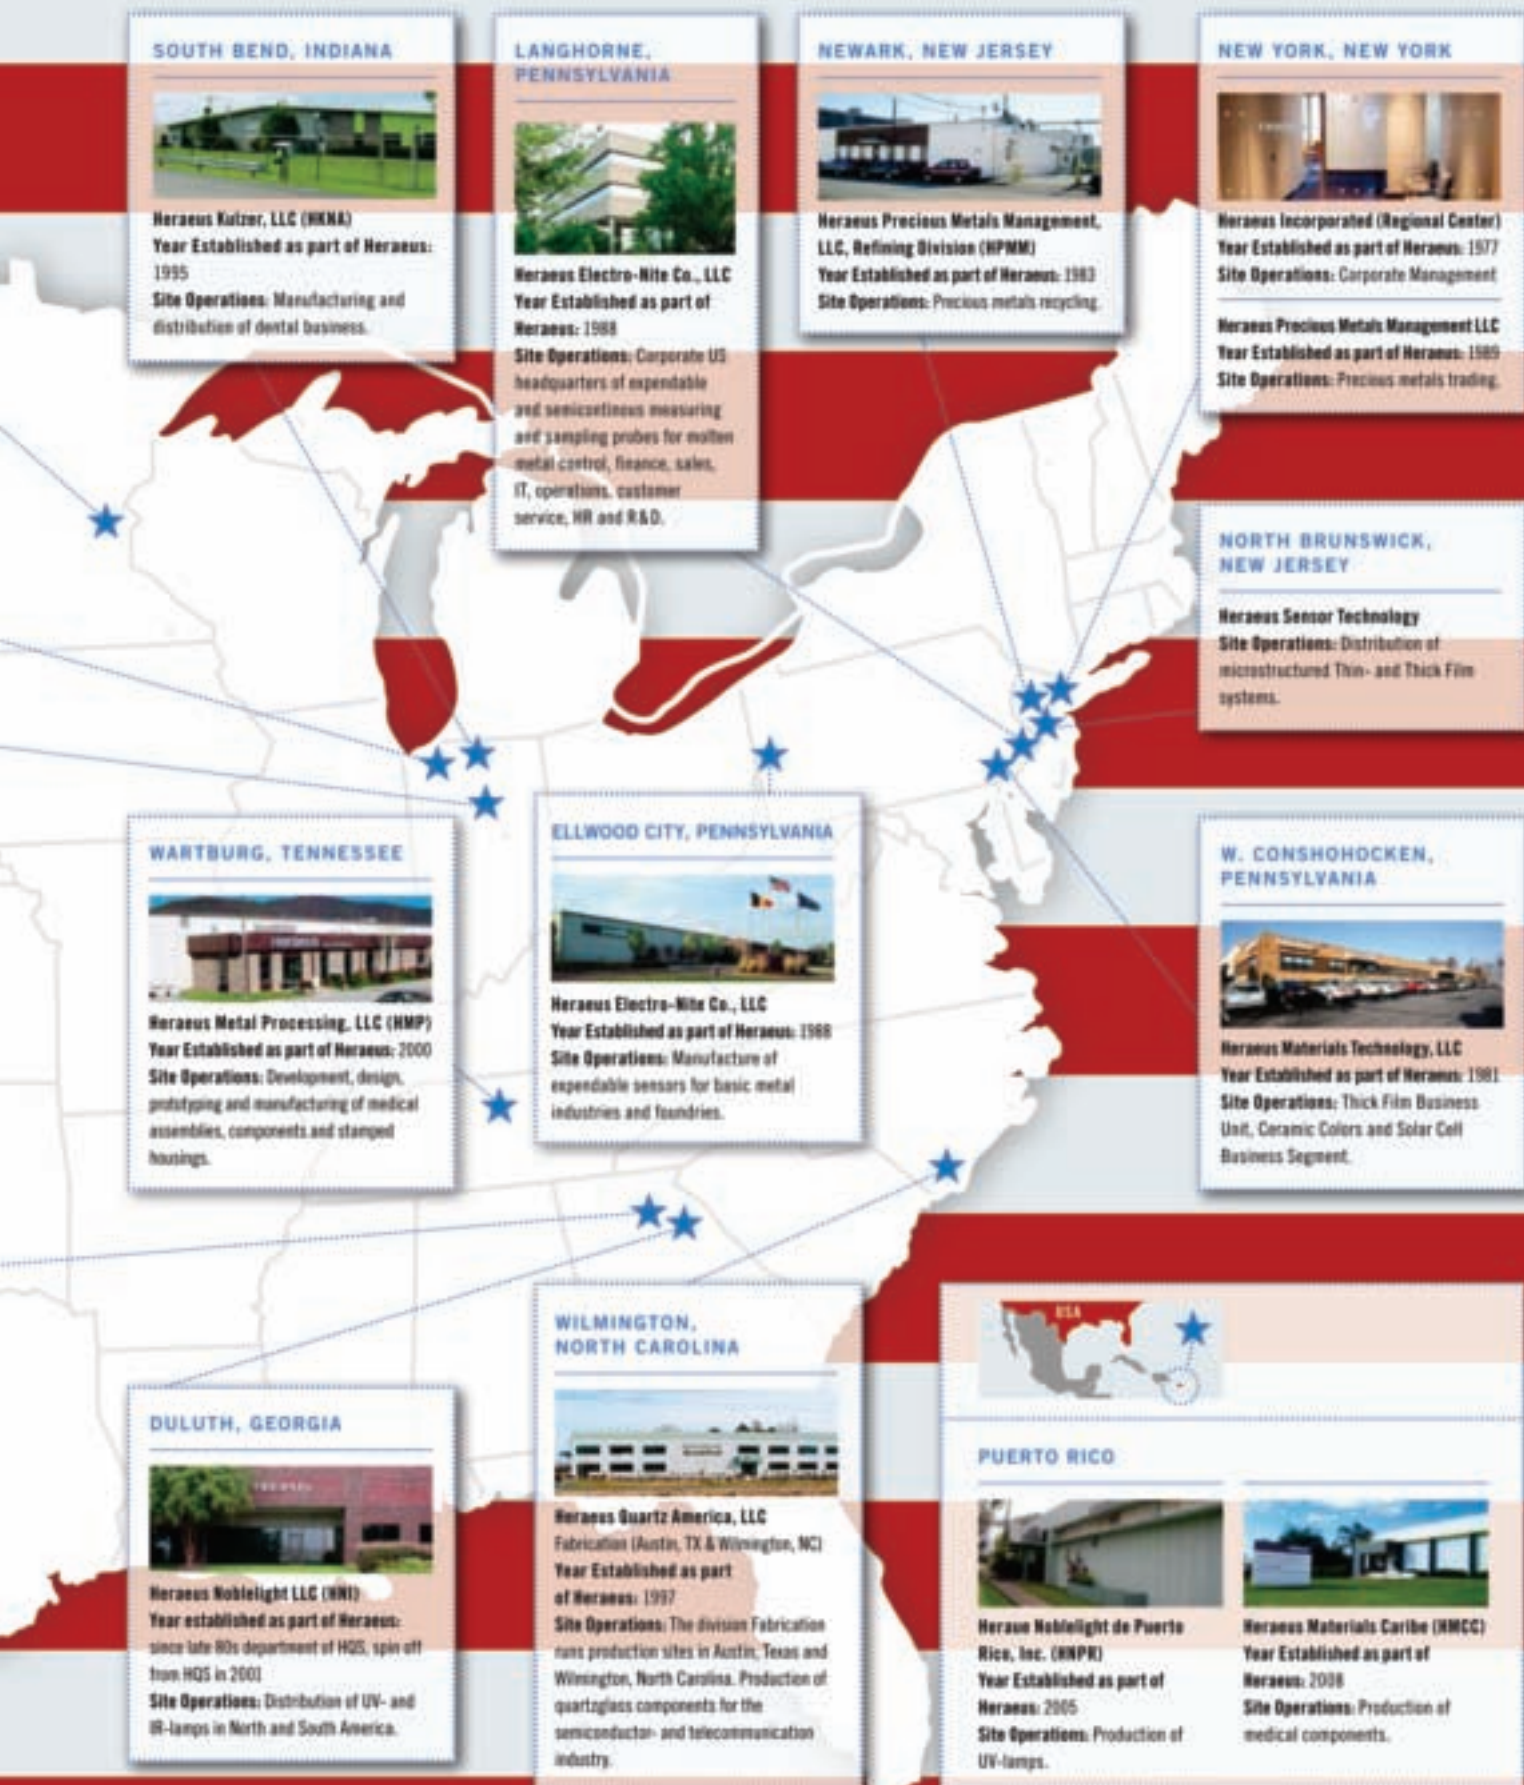 SOUTH BEND, INDIANA
Heraeus Kulzer, LLC (HKNA)
Year Established as part of Heraeus:
1995
Site Operations: Manufacturing and
distribution of dental business.
LANGHORNE,
PENNSYLVANIA
Heraeus Electro-Nite Co., LLC
Year Established as part of
Heraeus: 1988
Site Operations: Corporate US
headquarters of expendable
and semicontinous measuring
and sampling probes for molten
metal control, finance, sales,
IT, operations, customer
service, HR and R&D.
NEWARK, NEW JERSEY
Heraeus Precious Metals Management,
LLC, Refining Division (HPMM)
Year Established as part of Heraeus: 1983
Site Operations: Precious metals recycling.
NEW YORK, NEW YORK
Heraeus Incorporated (Regional Center)
Year Established as part of Heraeus: 1977
Site Operations: Corporate Management
Heraeus Precious Metals Management LLC
Year Established as part of Heraeus: 1989
Site Operations: Precious metals trading.
NORTH BRUNSWICK,
NEW JERSEY
Heraeus Sensor Technology
Site Operations: Distribution of
microstructured Thin- and Thick Film
systems.
WARTBURG, TENNESSEE
Heraeus Metal Processing, LLC (HMP)
Year Established as part of Heraeus: 2000
Site Operations: Development, design,
prototyping and manufacturing of medical
assemblies, components and stamped
housings.
ELLWOOD CITY, PENNSYLVANIA
Heraeus Electro-Nite Co., LLC
Year Established as part of Heraeus: 1988
Site Operations: Manufacture of
expendable sensors for basic metal
industries and foundries.
W. CONSHOHOCKEN,
PENNSYLVANIA
Heraeus Materials Technology, LLC
Year Established as part of Heraeus: 1981
Site Operations: Thick Film Business
Unit, Ceramic Colors and Solar Cell
Business Segment.
DULUTH, GEORGIA
Heraeus Noblelight LLC (HNI)
Year established as part of Heraeus:
since late 80s department of HQS, spin off
from HQS in 2001
Site Operations: Distribution of UV- and
IR-lamps in North and South America.
WILMINGTON,
NORTH CAROLINA
Heraeus Quartz America, LLC
Fabrication (Austin, TX & Wilmington, NC)
Year Established as part
of Heraeus: 1997
Site Operations: The division Fabrication
runs production sites in Austin, Texas and
Wilmington, North Carolina. Production of
quartzglass components for the
semiconductor- and telecommunication
industry.
USA
PUERTO RICO
Heraue Noblelight de Puerto
Rico, Inc. (HNPR)
Year Established as part of
Heraeus: 2005
Site Operations: Production of
UV-lamps.
Heraeus Materials Caribe (HMCC)
Year Established as part of
Heraeus: 2008
Site Operations: Production of
medical components.